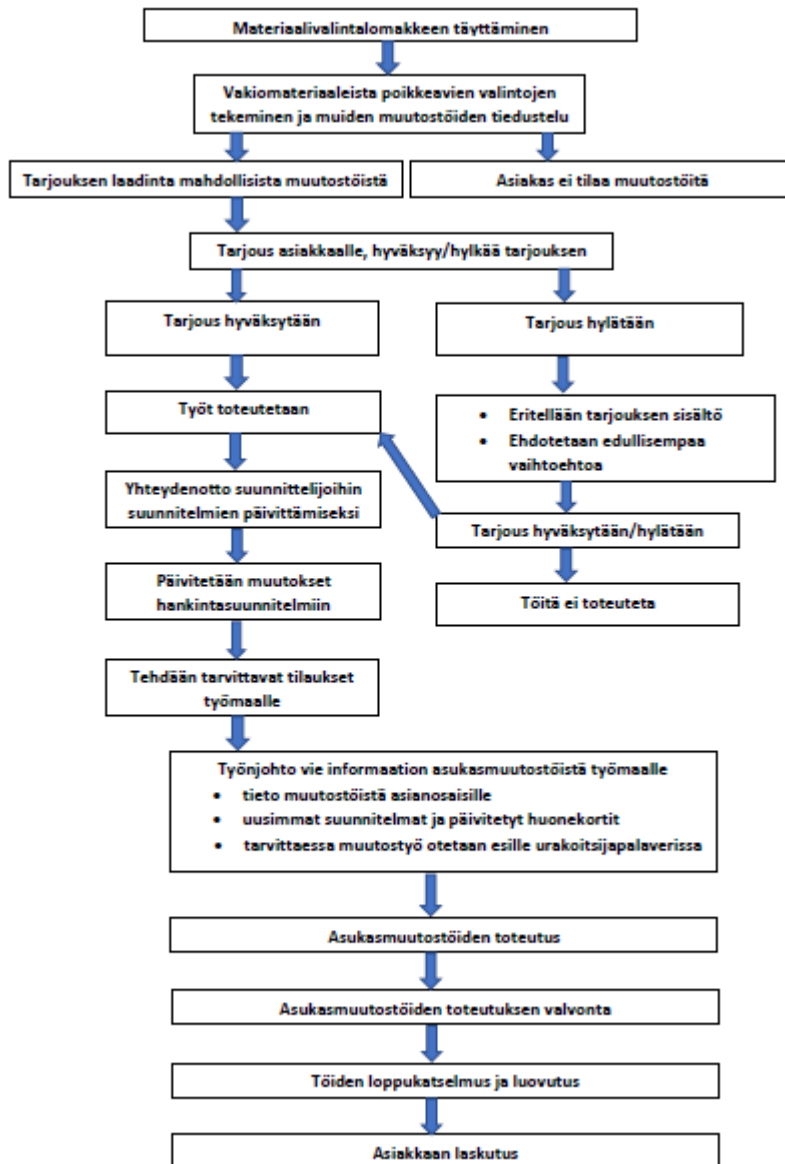 Materiaalivalintalomakkeen täyttäminen
Vakiomateriaaleista poikkeavien valintojen
tekeminen ja muiden muutostöiden tiedustelu
Tarjouksen laadinta mahdollisista muutostöistä
Asiakas ei tilaa muutostöitä
Tarjous asiakkaalle, hyväksyy/hylkää tarjouksen
Tarjous hyväksytään
Tarjous hylätään
Työt toteutetaan
• Eritellään tarjouksen sisältö
• Ehdotetaan edullisempaa
vaihtoehtoa
Yhteydenotto suunnittelijoihin
suunnitelmien päivittämiseksi
Tarjous hyväksytään/hylätään
Päivitetään muutokset
hankintasuunnitelmiin
Töitä ei toteuteta
Tehdään tarvittavat tilaukset
työmaalle
Työnjohto vie informaation asukasmuutostöistä työmaalle
• tieto muutostöistä asianosaisille
• uusimmat suunnitelmat ja päivitetyt huonekortit
• tarvittaessa muutostyö otetaan esille urakoitsijapalaverissa
Asukasmuutostöiden toteutus
Asukasmuutostöiden toteutuksen valvonta
Töiden loppukatselmus ja luovutus
Asiakkaan laskutus